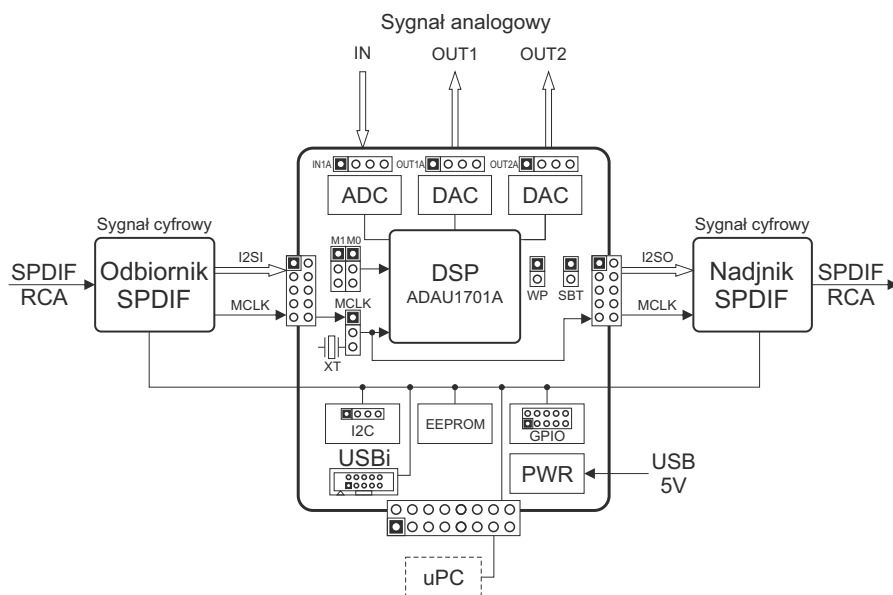 Sygnał analogowy
IN OUT1 OUT2
IN1A OUT1A OUT2A
ADC DAC DAC
Sygnał cyfrowy
Sygnał cyfrowy
M1 M0
SPDIF
RCA
Odbiornik
SPDIF
I2SI
MCLK
DSP
ADAU1701A
WP SBT
I2SO
MCLK
Nadjnik
SPDIF
SPDIF
RCA
MCLK
XT
I2C
EEPROM
GPIO
USBi
PWR
USB
5V
uPC